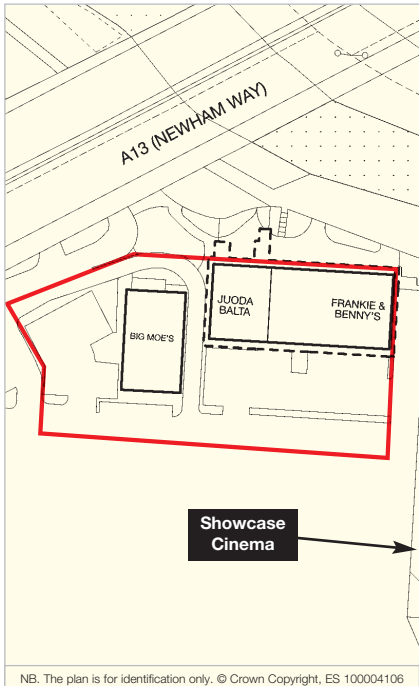 A13 (NEWHAM WAY)
JUODA
BALTA
FRANKIE &
BENNY'S
BIG MOE'S
Showcase
Cinema
NB. The plan is for identification only. © Crown Copyright, ES 100004106